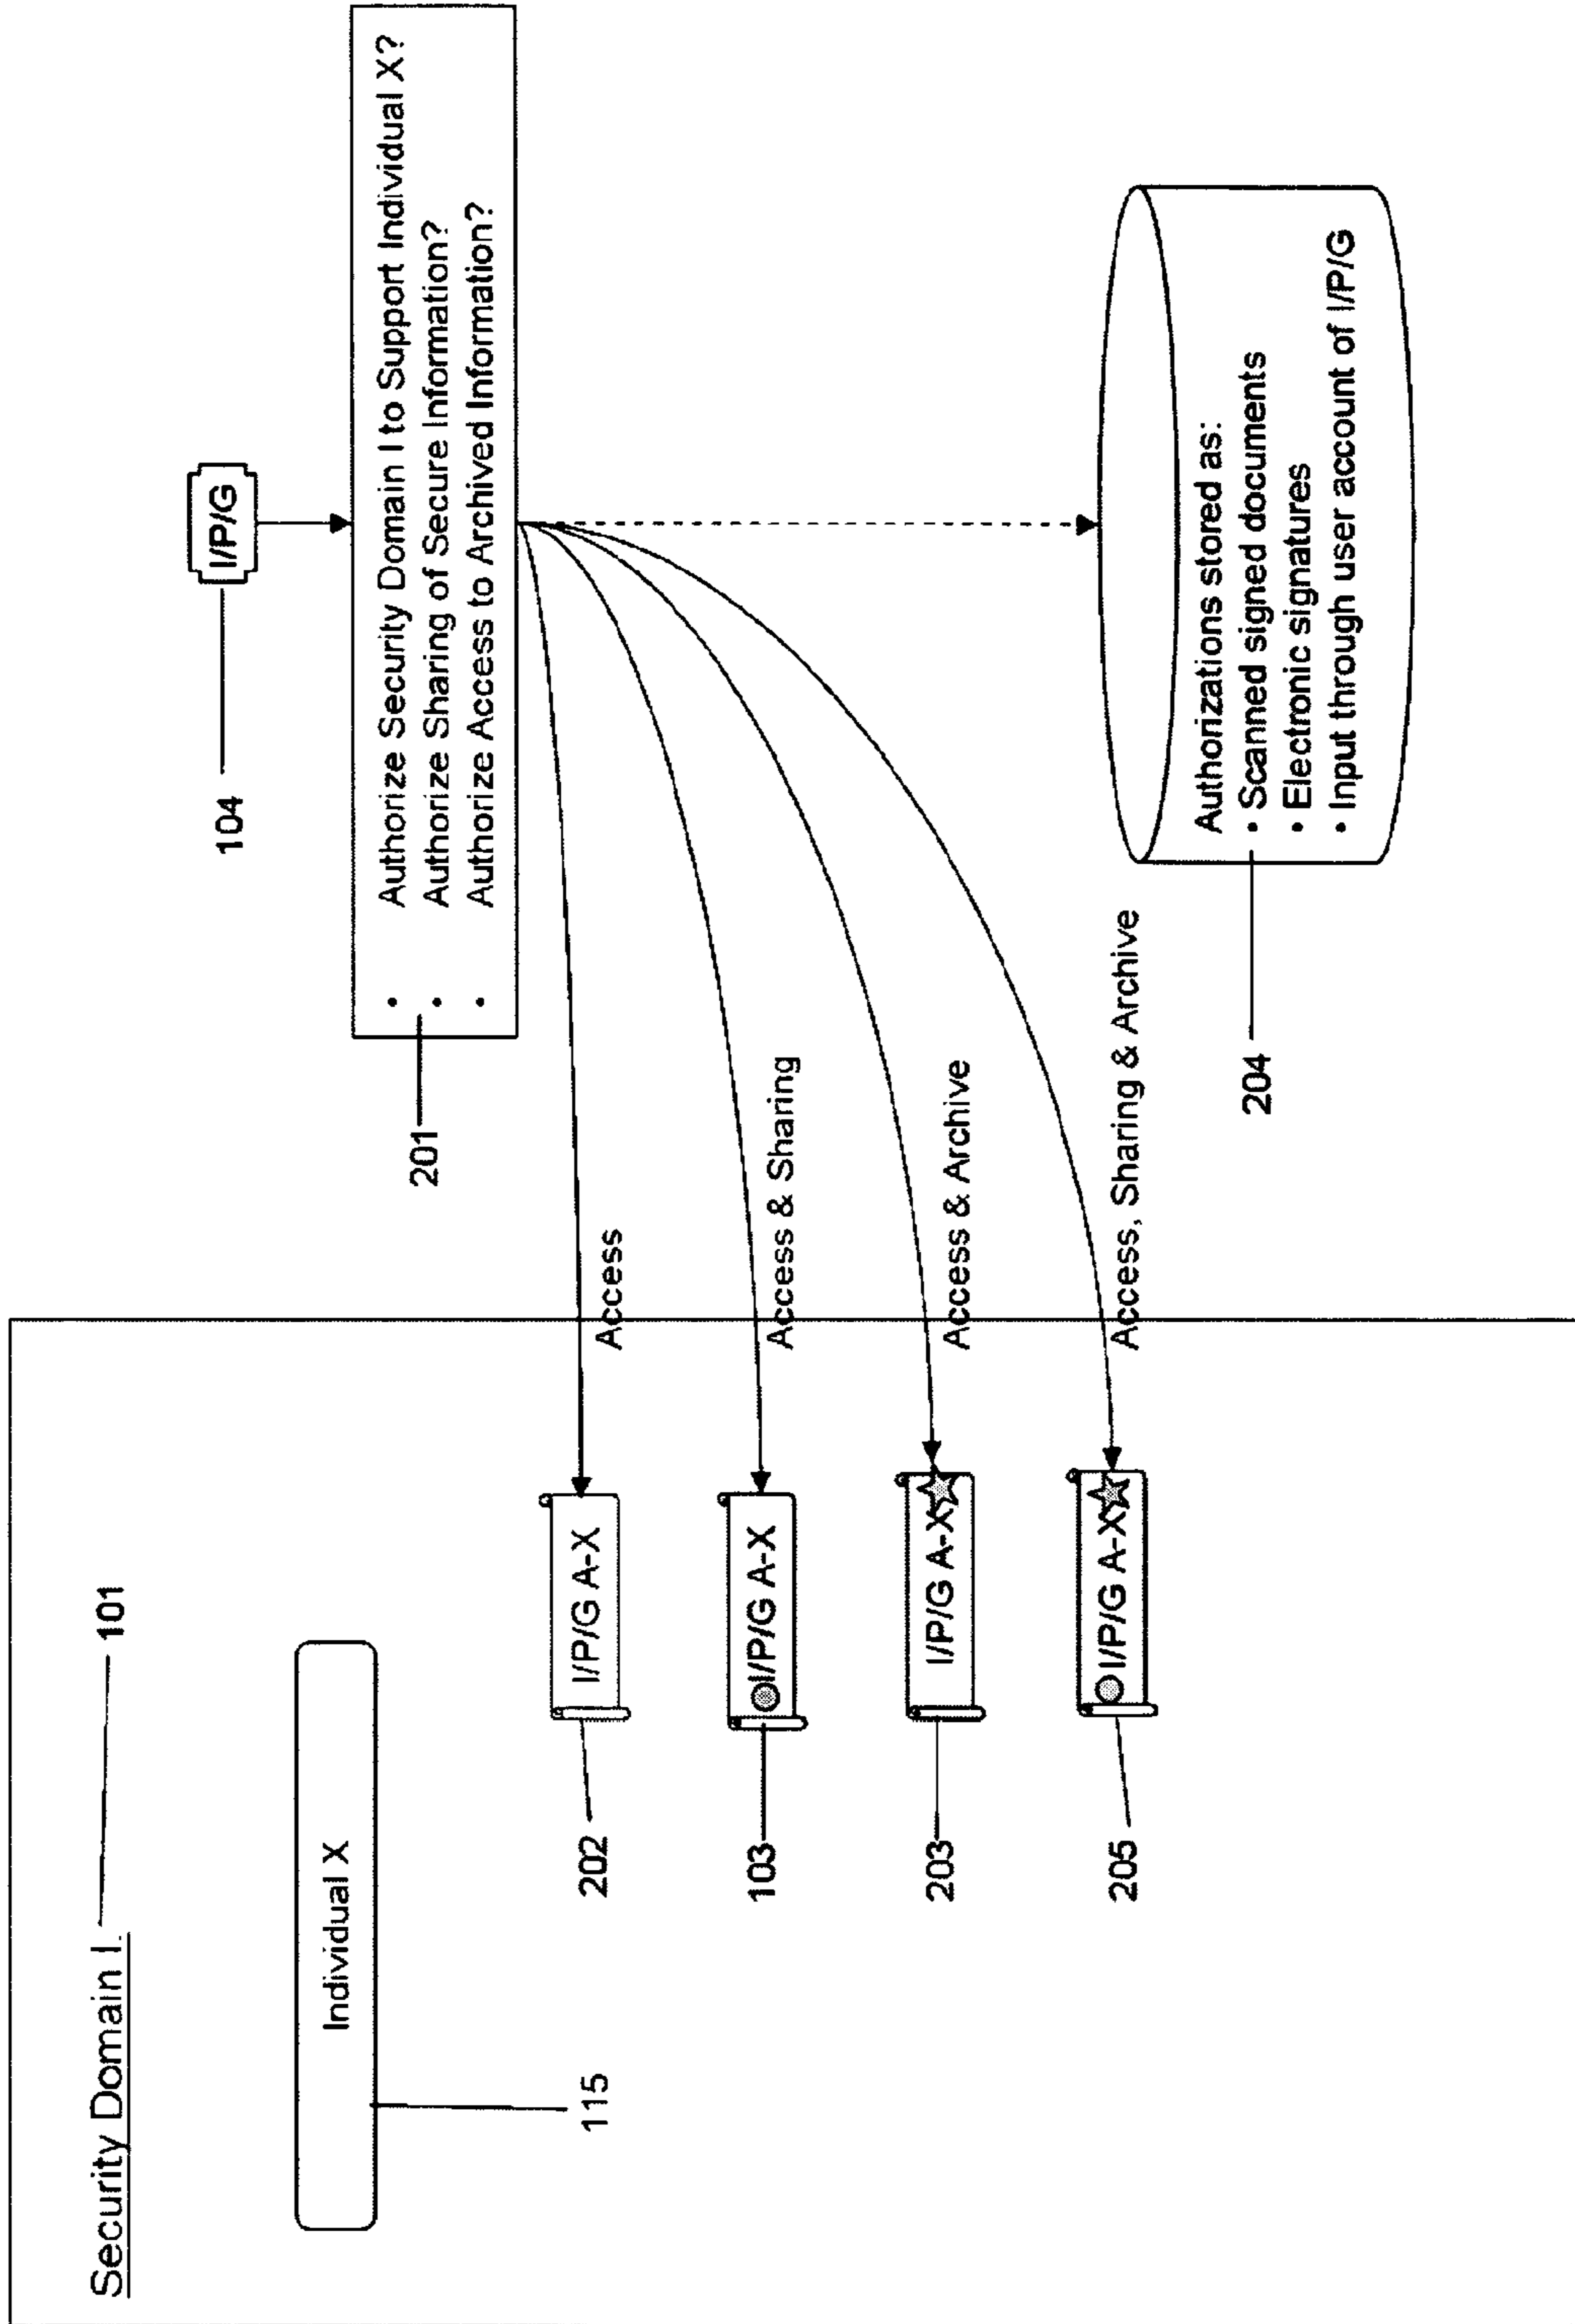 Security Domain I.
101
Individual X
115
I/P/G A-X
202
I/P/G A-X
103
I/P/G A-X
203
I/P/G A-X
205
Access
Access & Sharing
Access & Archive
Access, Sharing & Archive
I/P/G
104
• Authorize Security Domain I to Support Individual X?
• Authorize Sharing of Secure Information?
• Authorize Access to Archived Information?
201
Authorizations stored as:
• Scanned signed documents
• Electronic signatures
• Input through user account of I/P/G
204